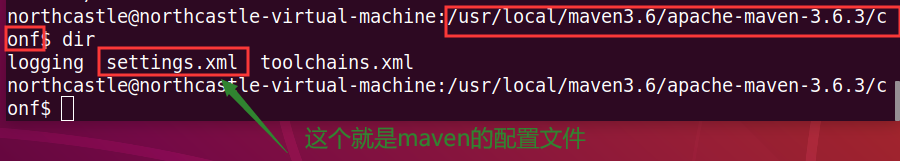 northcastle@northcastle-virtual-machine:/usr/local/maven3.6/apache-maven-3.6.3/c
onf$ dir
logging settings.xml toolchains.xml
northcastle@northcastle-virtual-machine:/usr/local/maven3.6/apache-maven-3.6.3/c
onf$
这个就是maven的配置文件